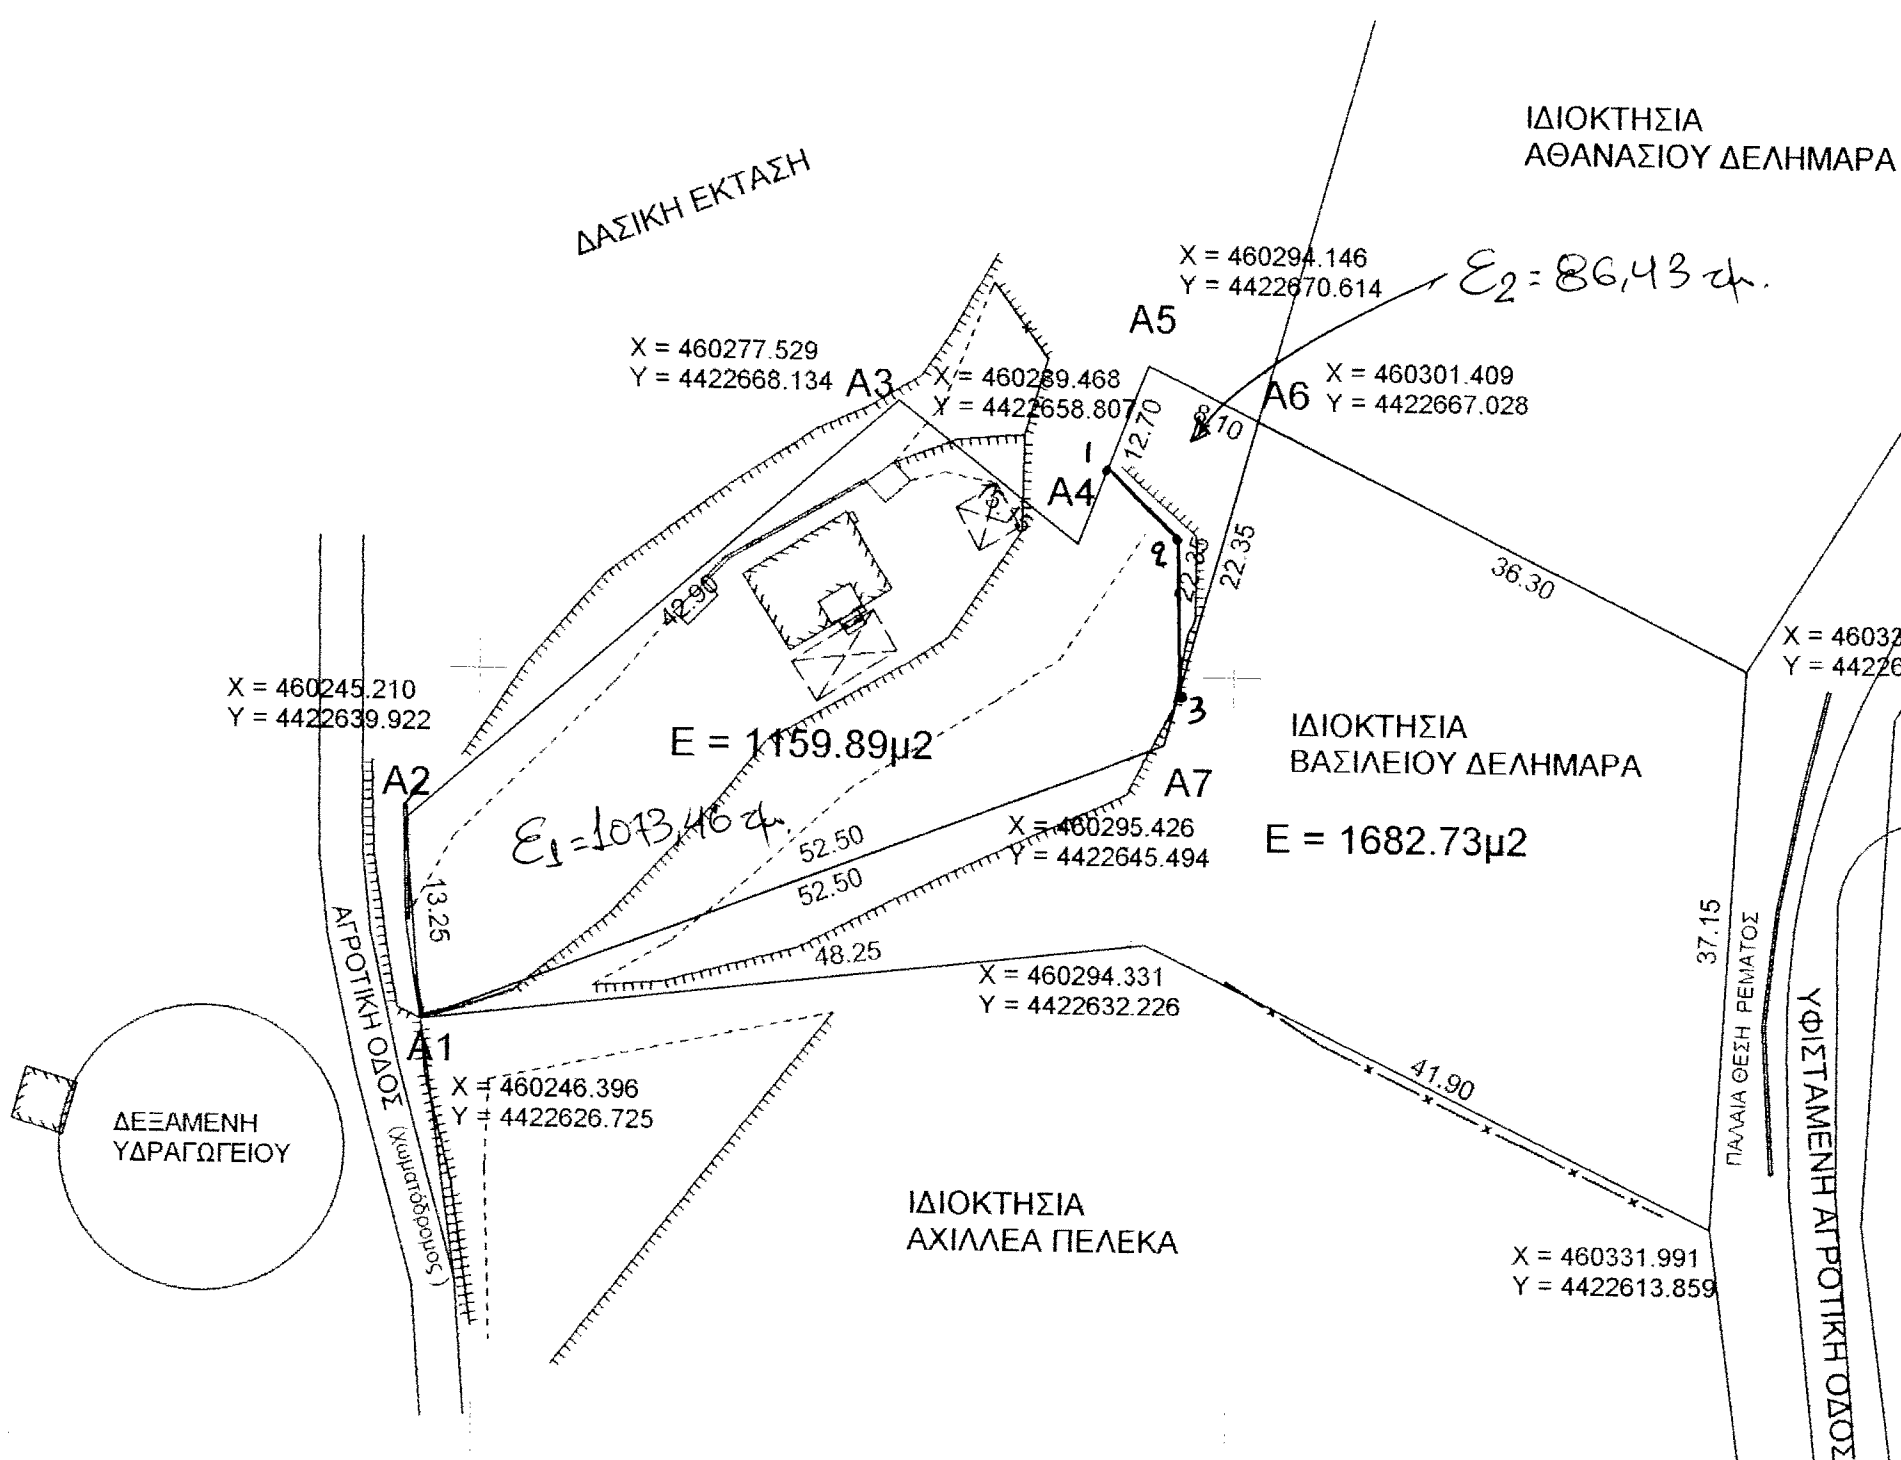 ΙΔΙΟΚΤΗΣΙΑ
ΑΘΑΝΑΣΙΟΥ ΔΕΛΗΜΑΡΑ
ΔΑΣΙΚΗ ΕΚΤΑΣΗ
X = 460294.146
Y = 4422670.614
ε2 = 86,43 τμ.
A5
X = 460277.529
Y = 4422668.134
A3
X = 460289.468
Y = 4422658.807
A6
X = 460301.409
Y = 4422667.028
12.70
8.10
1
A4
2
22.35
22.35
36.30
42.90
X = 460245.210
Y = 4422639.922
3
ΙΔΙΟΚΤΗΣΙΑ
ΒΑΣΙΛΕΙΟΥ ΔΕΛΗΜΑΡΑ
E = 1159.89μ2
A2
A7
ε1 = 1073,46 τμ.
X = 460295.426
Y = 4422645.494
E = 1682.73μ2
52.50
52.50
13.25
48.25
37.15
X = 460294.331
Y = 4422632.226
ΑΓΡΟΤΙΚΗ ΟΔΟΣ (χωματόδρομος)
ΠΑΛΑΙΑ ΘΕΣΗ ΡΕΜΑΤΟΣ
ΥΦΙΣΤΑΜΕΝΗ ΑΓΡΟΤΙΚΗ ΟΔΟΣ
A1
X = 460246.396
Y = 4422626.725
41.90
ΔΕΞΑΜΕΝΗ
ΥΔΡΑΓΩΓΕΙΟΥ
ΙΔΙΟΚΤΗΣΙΑ
ΑΧΙΛΛΕΑ ΠΕΛΕΚΑ
X = 460331.991
Y = 4422613.859